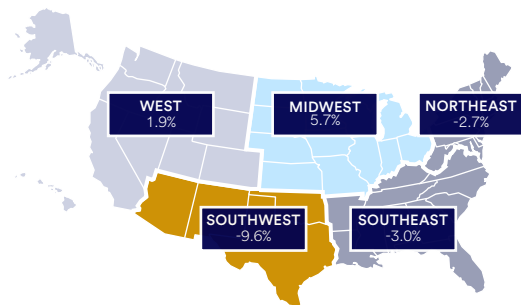 WEST
1.9%
MIDWEST
5.7%
NORTHEAST
-2.7%
SOUTHWEST
-9.6%
SOUTHEAST
-3.0%